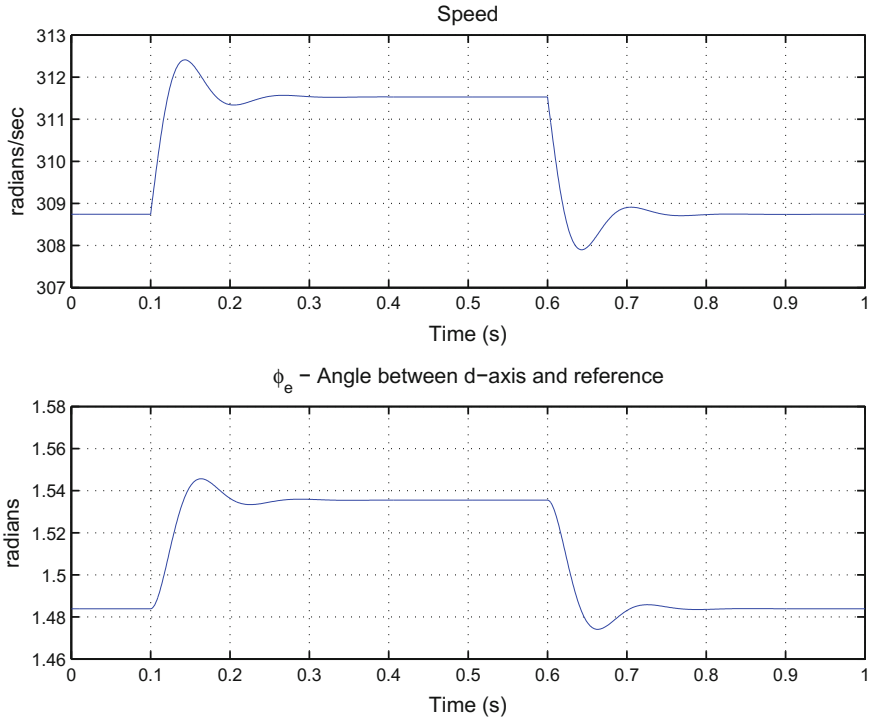 Speed
313
312
311
310
309
308
307
radians/sec
0 0.1 0.2 0.3 0.4 0.5 0.6 0.7 0.8 0.9 1
Time (s)
ϕe − Angle between d−axis and reference
1.58
1.56
1.54
1.52
1.5
1.48
1.46
radians
0 0.1 0.2 0.3 0.4 0.5 0.6 0.7 0.8 0.9 1
Time (s)